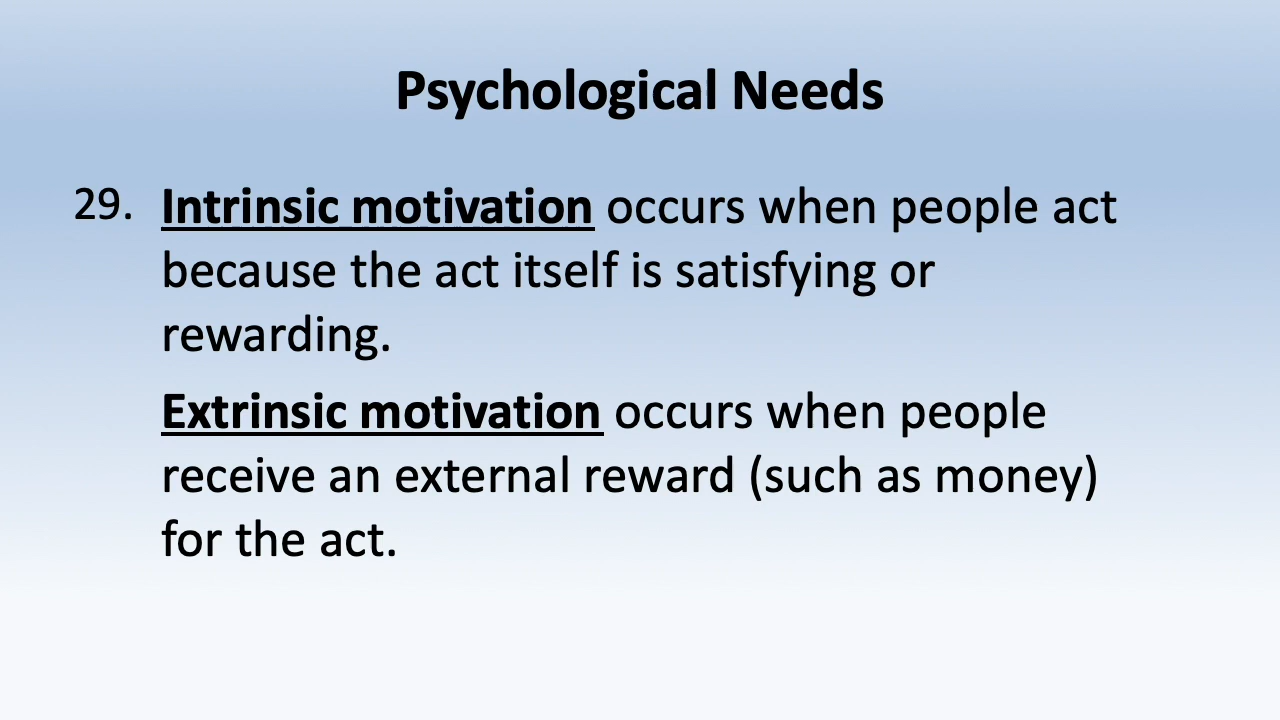 Psychological Needs
29. Intrinsic motivation occurs when people act
because the act itself is satisfying or
rewarding.
Extrinsic motivation occurs when people
receive an external reward (such as money)
for the act.